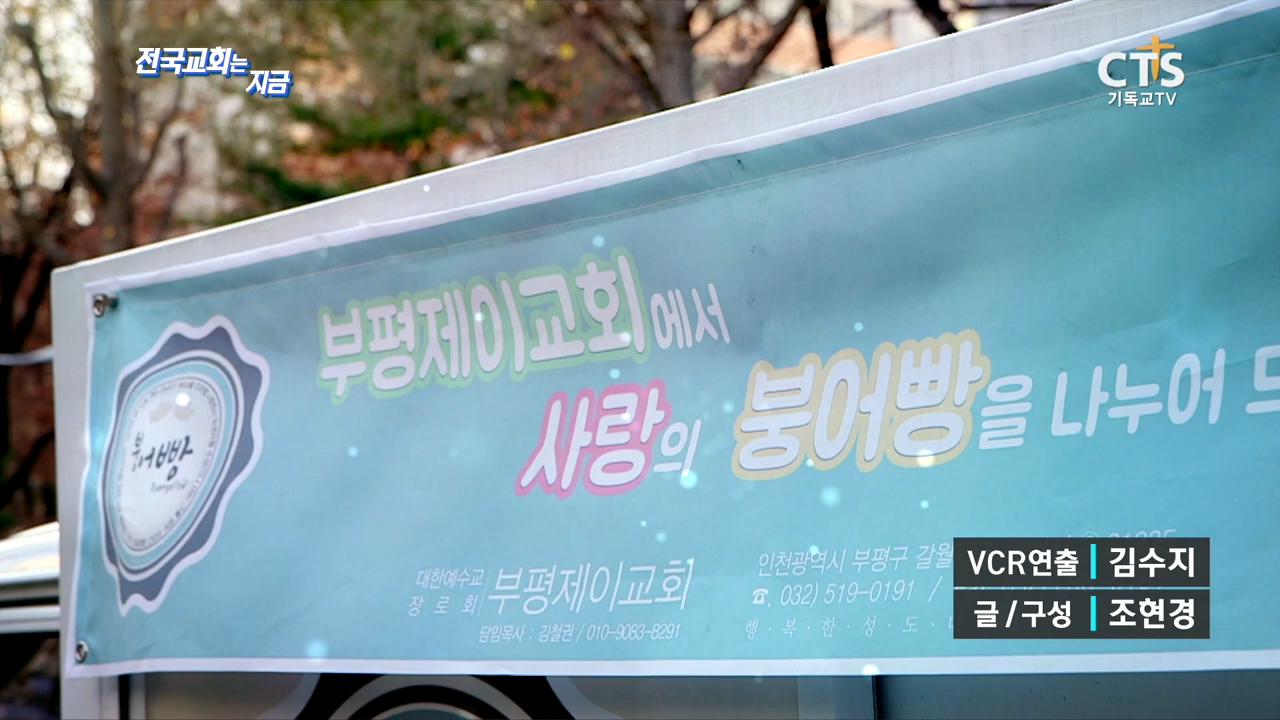 전국교회는
지금
CTS
기독교TV
부평제이교회에서
사랑의 붕어빵을 나누어
붕어빵
대한예수교
장로회
부평제이교회
담임목사 : 김철권 / 010-9083-8291
인천광역시 부평구 갈월
☎. 032) 519-0191 /
행·복·한·성·도
VCR연출 | 김수지
글/구성 | 조현경